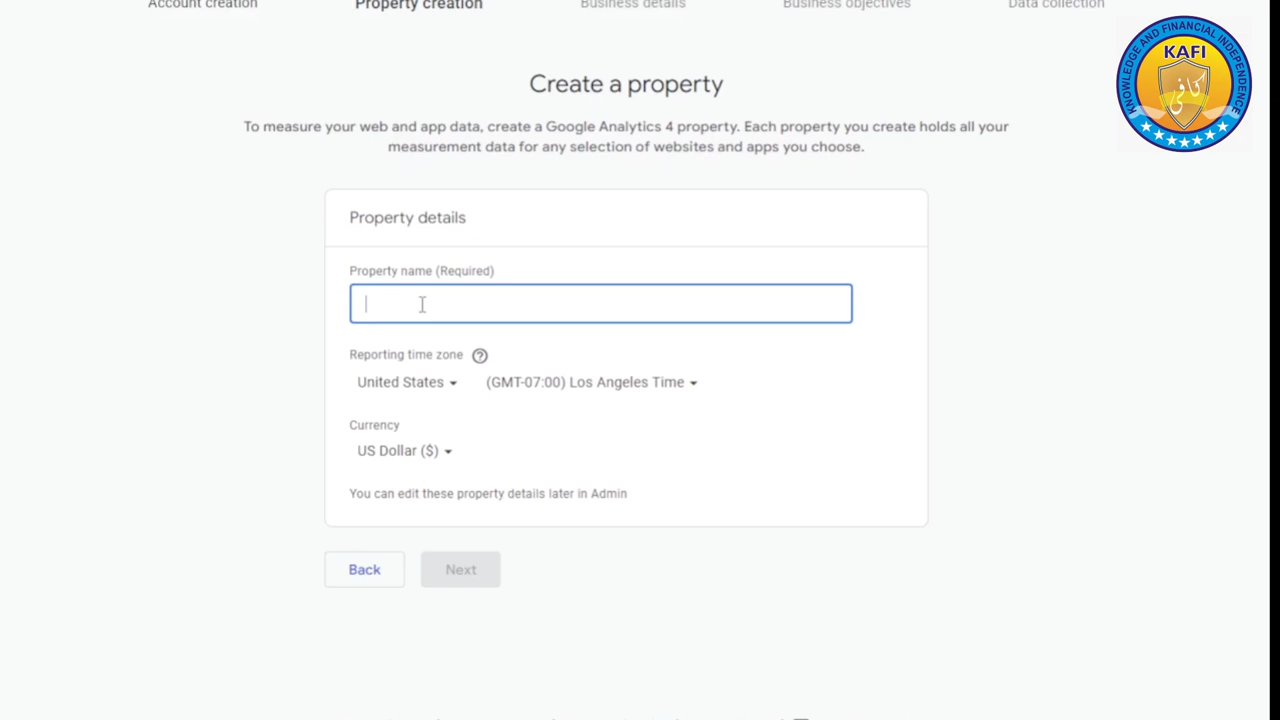 Account creation
Property creation
Business details
Business objectives
Data collection
KNOWLEDGE AND FINANCIAL INDEPENDENCE
KAFI
کافی
Create a property
To measure your web and app data, create a Google Analytics 4 property. Each property you create holds all your
measurement data for any selection of websites and apps you choose.
Property details
Property name (Required)
Reporting time zone
United States (GMT-07:00) Los Angeles Time
Currency
US Dollar ($)
You can edit these property details later in Admin
Back Next